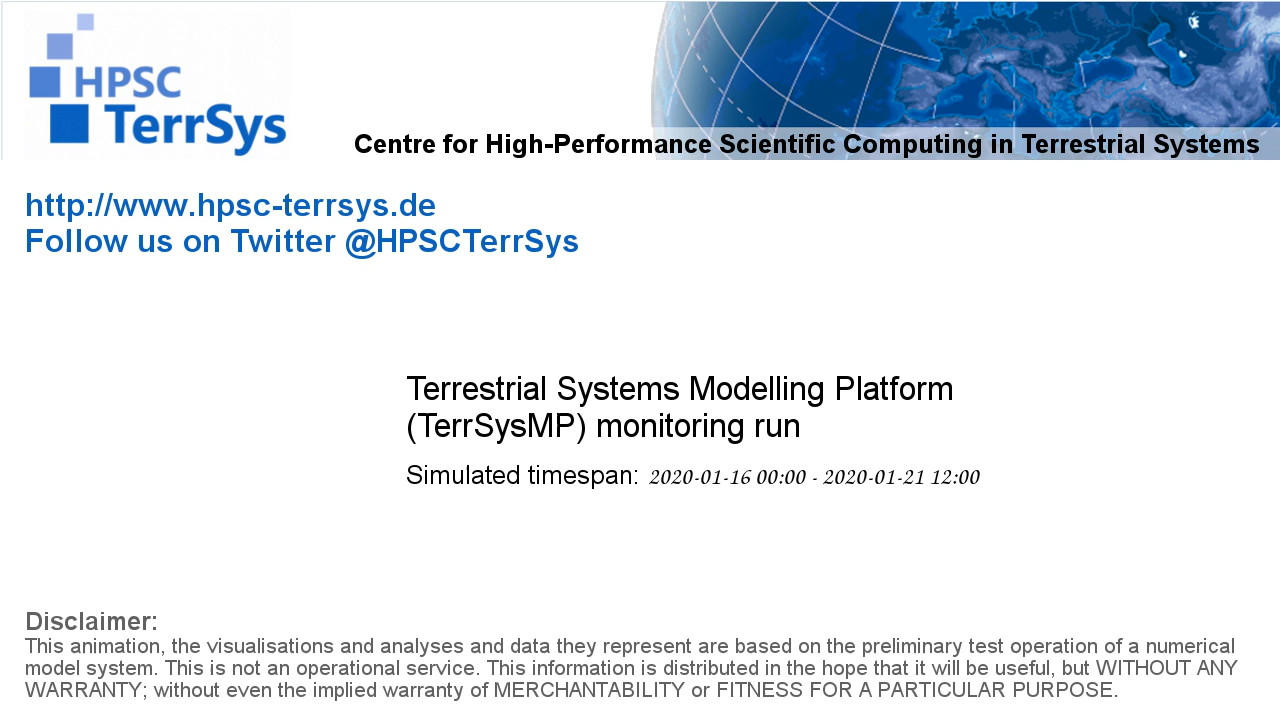 HPSC
TerrSys
Centre for High-Performance Scientific Computing in Terrestrial Systems
http://www.hpsc-terrsys.de
Follow us on Twitter @HPSCTerrSys
Terrestrial Systems Modelling Platform
(TerrSysMP) monitoring run
Simulated timespan: 2020-01-16 00:00 - 2020-01-21 12:00
Disclaimer:
This animation, the visualisations and analyses and data they represent are based on the preliminary test operation of a numerical
model system. This is not an operational service. This information is distributed in the hope that it will be useful, but WITHOUT ANY
WARRANTY; without even the implied warranty of MERCHANTABILITY or FITNESS FOR A PARTICULAR PURPOSE.